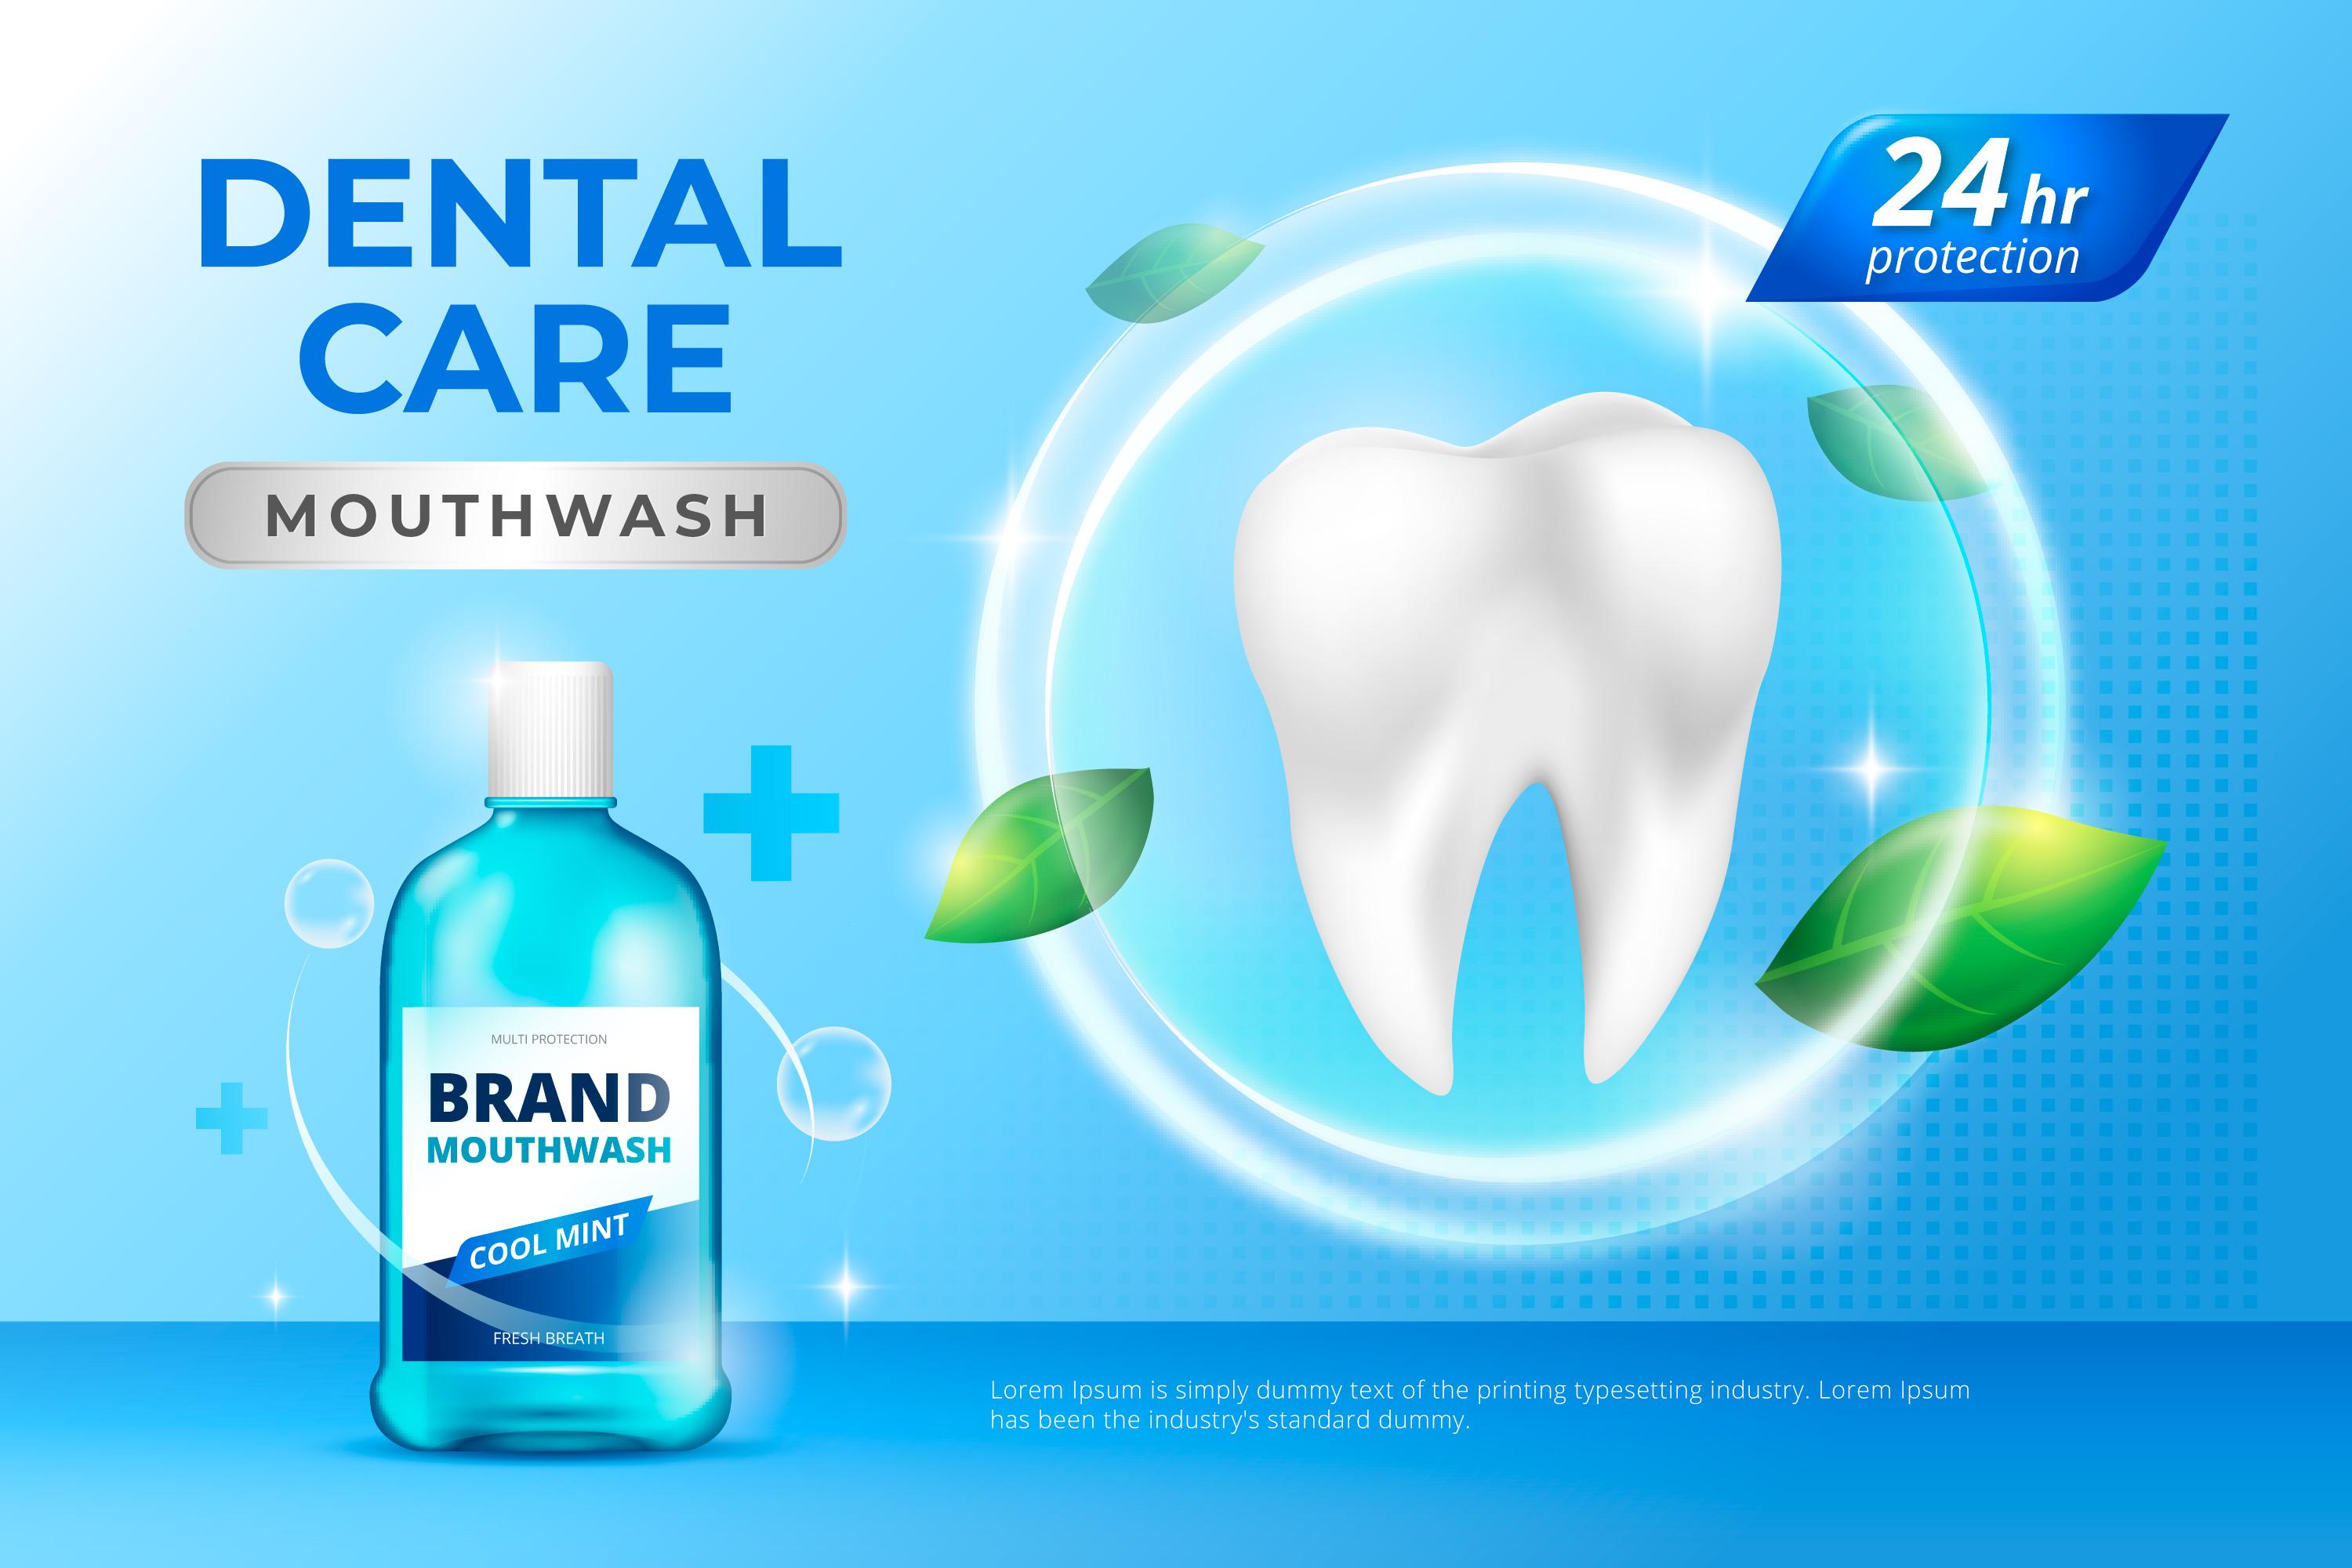 DENTAL
CARE
MOUTHWASH
24 hr
protection
MULTI PROTECTION
BRAND
MOUTHWASH
COOL MINT
FRESH BREATH
Lorem Ipsum is simply dummy text of the printing typesetting industry. Lorem Ipsum
has been the industry's standard dummy.